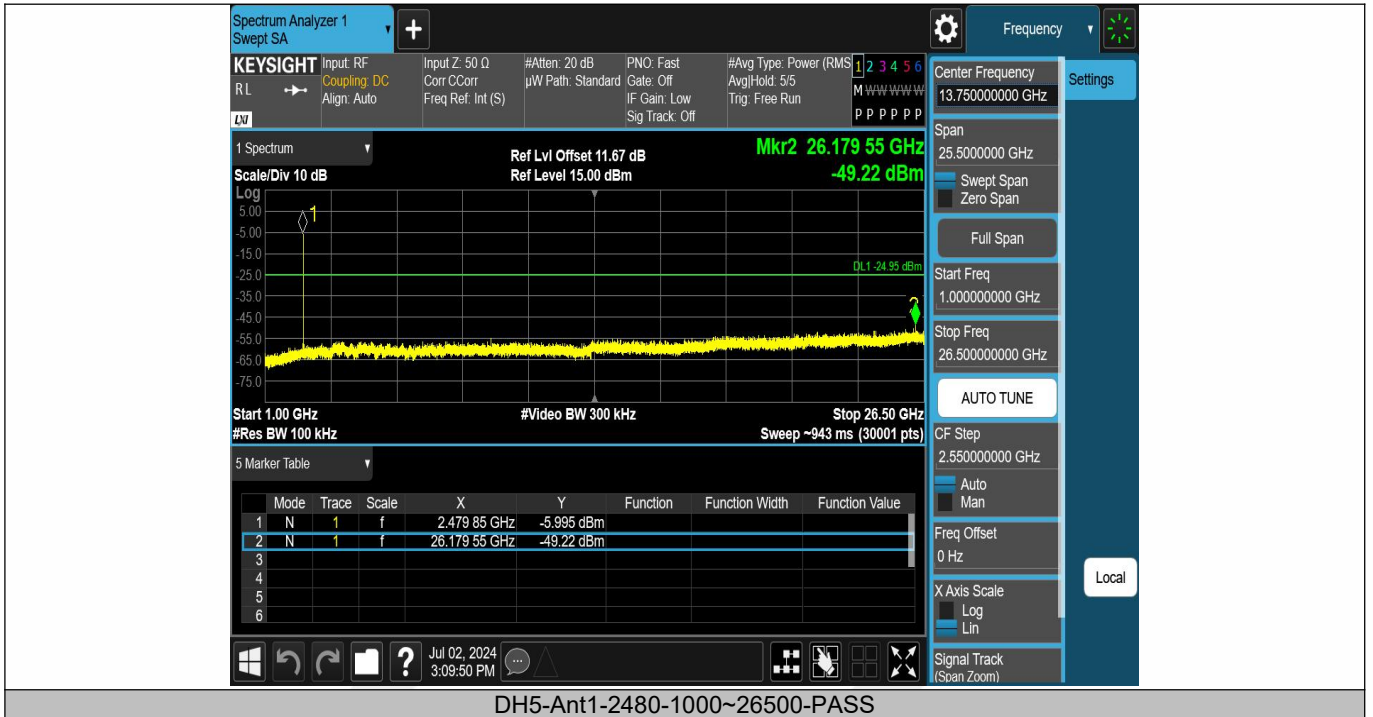 Spectrum Analyzer 1
Swept SA
+
Frequency
KEYSIGHT
RL
LXI
Input: RF
Coupling: DC
Align: Auto
Input Z: 50 Ω
Corr CCorr
Freq Ref: Int (S)
#Atten: 20 dB
µW Path: Standard
PNO: Fast
Gate: Off
IF Gain: Low
Sig Track: Off
#Avg Type: Power (RMS
Avg|Hold: 5/5
Trig: Free Run
1 2 3 4 5 6
M W W W W W
P P P P P P
Center Frequency
13.750000000 GHz
Settings
Span
25.5000000 GHz
Swept Span
Zero Span
Full Span
Start Freq
1.000000000 GHz
Stop Freq
26.500000000 GHz
AUTO TUNE
CF Step
2.550000000 GHz
Auto
Man
Freq Offset
0 Hz
X Axis Scale
Log
Lin
Signal Track
(Span Zoom)
Local
1 Spectrum
Scale/Div 10 dB
Ref Lvl Offset 11.67 dB
Ref Level 15.00 dBm
Mkr2 26.179 55 GHz
-49.22 dBm
Log
5.00
-5.00
-15.0
-25.0
-35.0
-45.0
-55.0
-65.0
-75.0
1
DL1 -24.95 dBm
2
Start 1.00 GHz
#Video BW 300 kHz
Stop 26.50 GHz
#Res BW 100 kHz
Sweep ~943 ms (30001 pts)
5 Marker Table
Mode Trace Scale X Y Function Function Width Function Value
1 N 1 f 2.479 85 GHz -5.995 dBm
2 N 1 f 26.179 55 GHz -49.22 dBm
3
4
5
6
?
Jul 02, 2024
3:09:50 PM
DH5-Ant1-2480-1000~26500-PASS